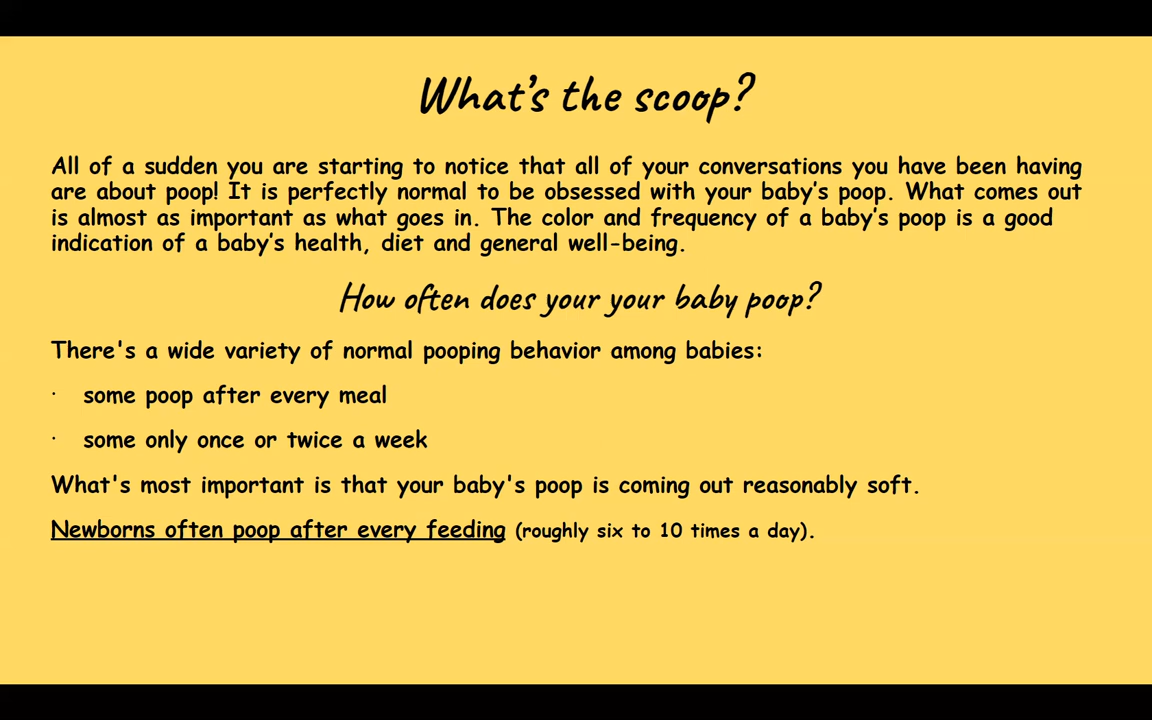 What's the scoop?
All of a sudden you are starting to notice that all of your conversations you have been having
are about poop! It is perfectly normal to be obsessed with your baby's poop. What comes out
is almost as important as what goes in. The color and frequency of a baby's poop is a good
indication of a baby's health, diet and general well-being.
How often does your your baby poop?
There's a wide variety of normal pooping behavior among babies:
· some poop after every meal
· some only once or twice a week
What's most important is that your baby's poop is coming out reasonably soft.
Newborns often poop after every feeding (roughly six to 10 times a day).